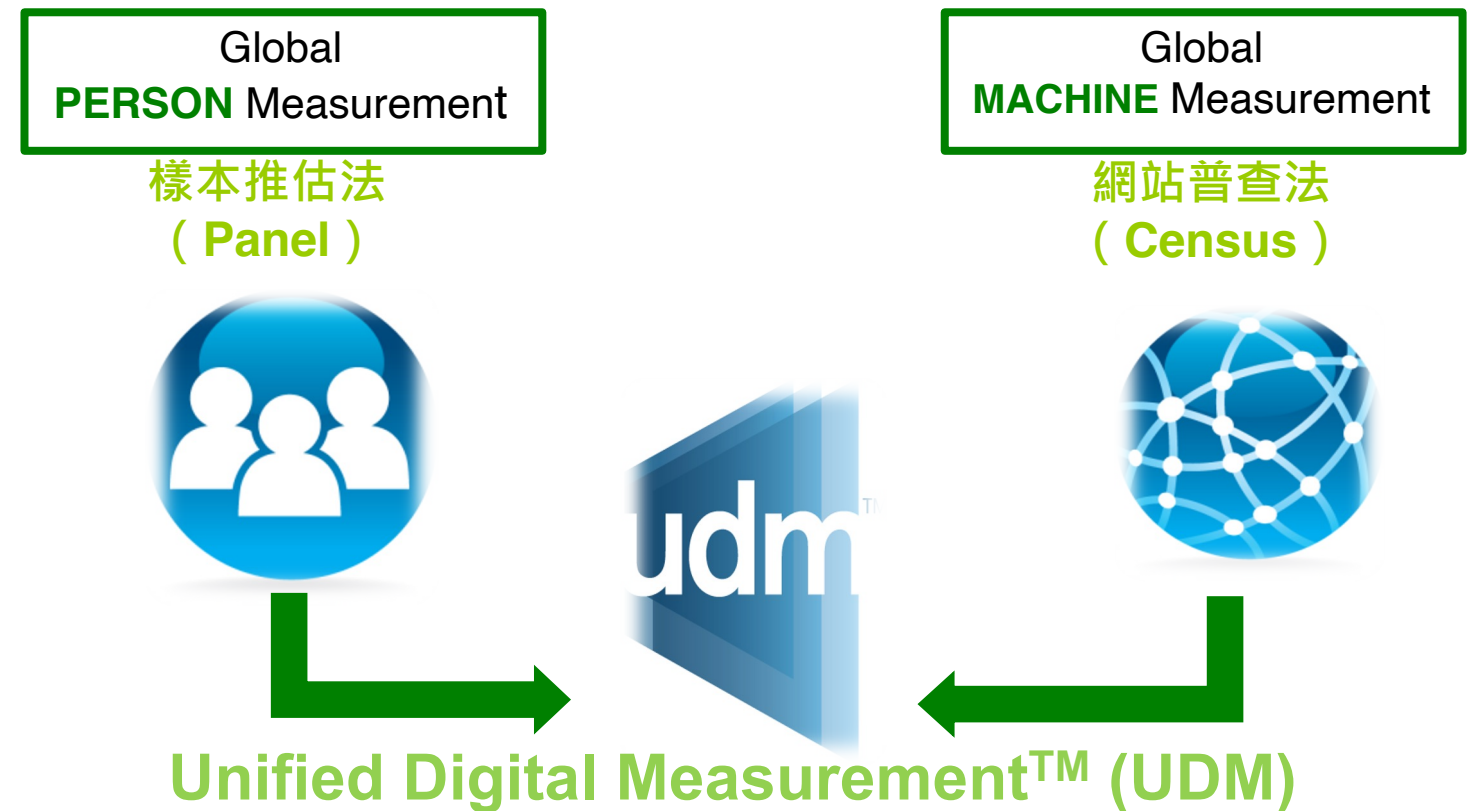 Global
PERSON Measurement
樣本推估法
（Panel）
Global
MACHINE Measurement
網站普查法
（Census）
udm™
Unified Digital Measurement™ (UDM)